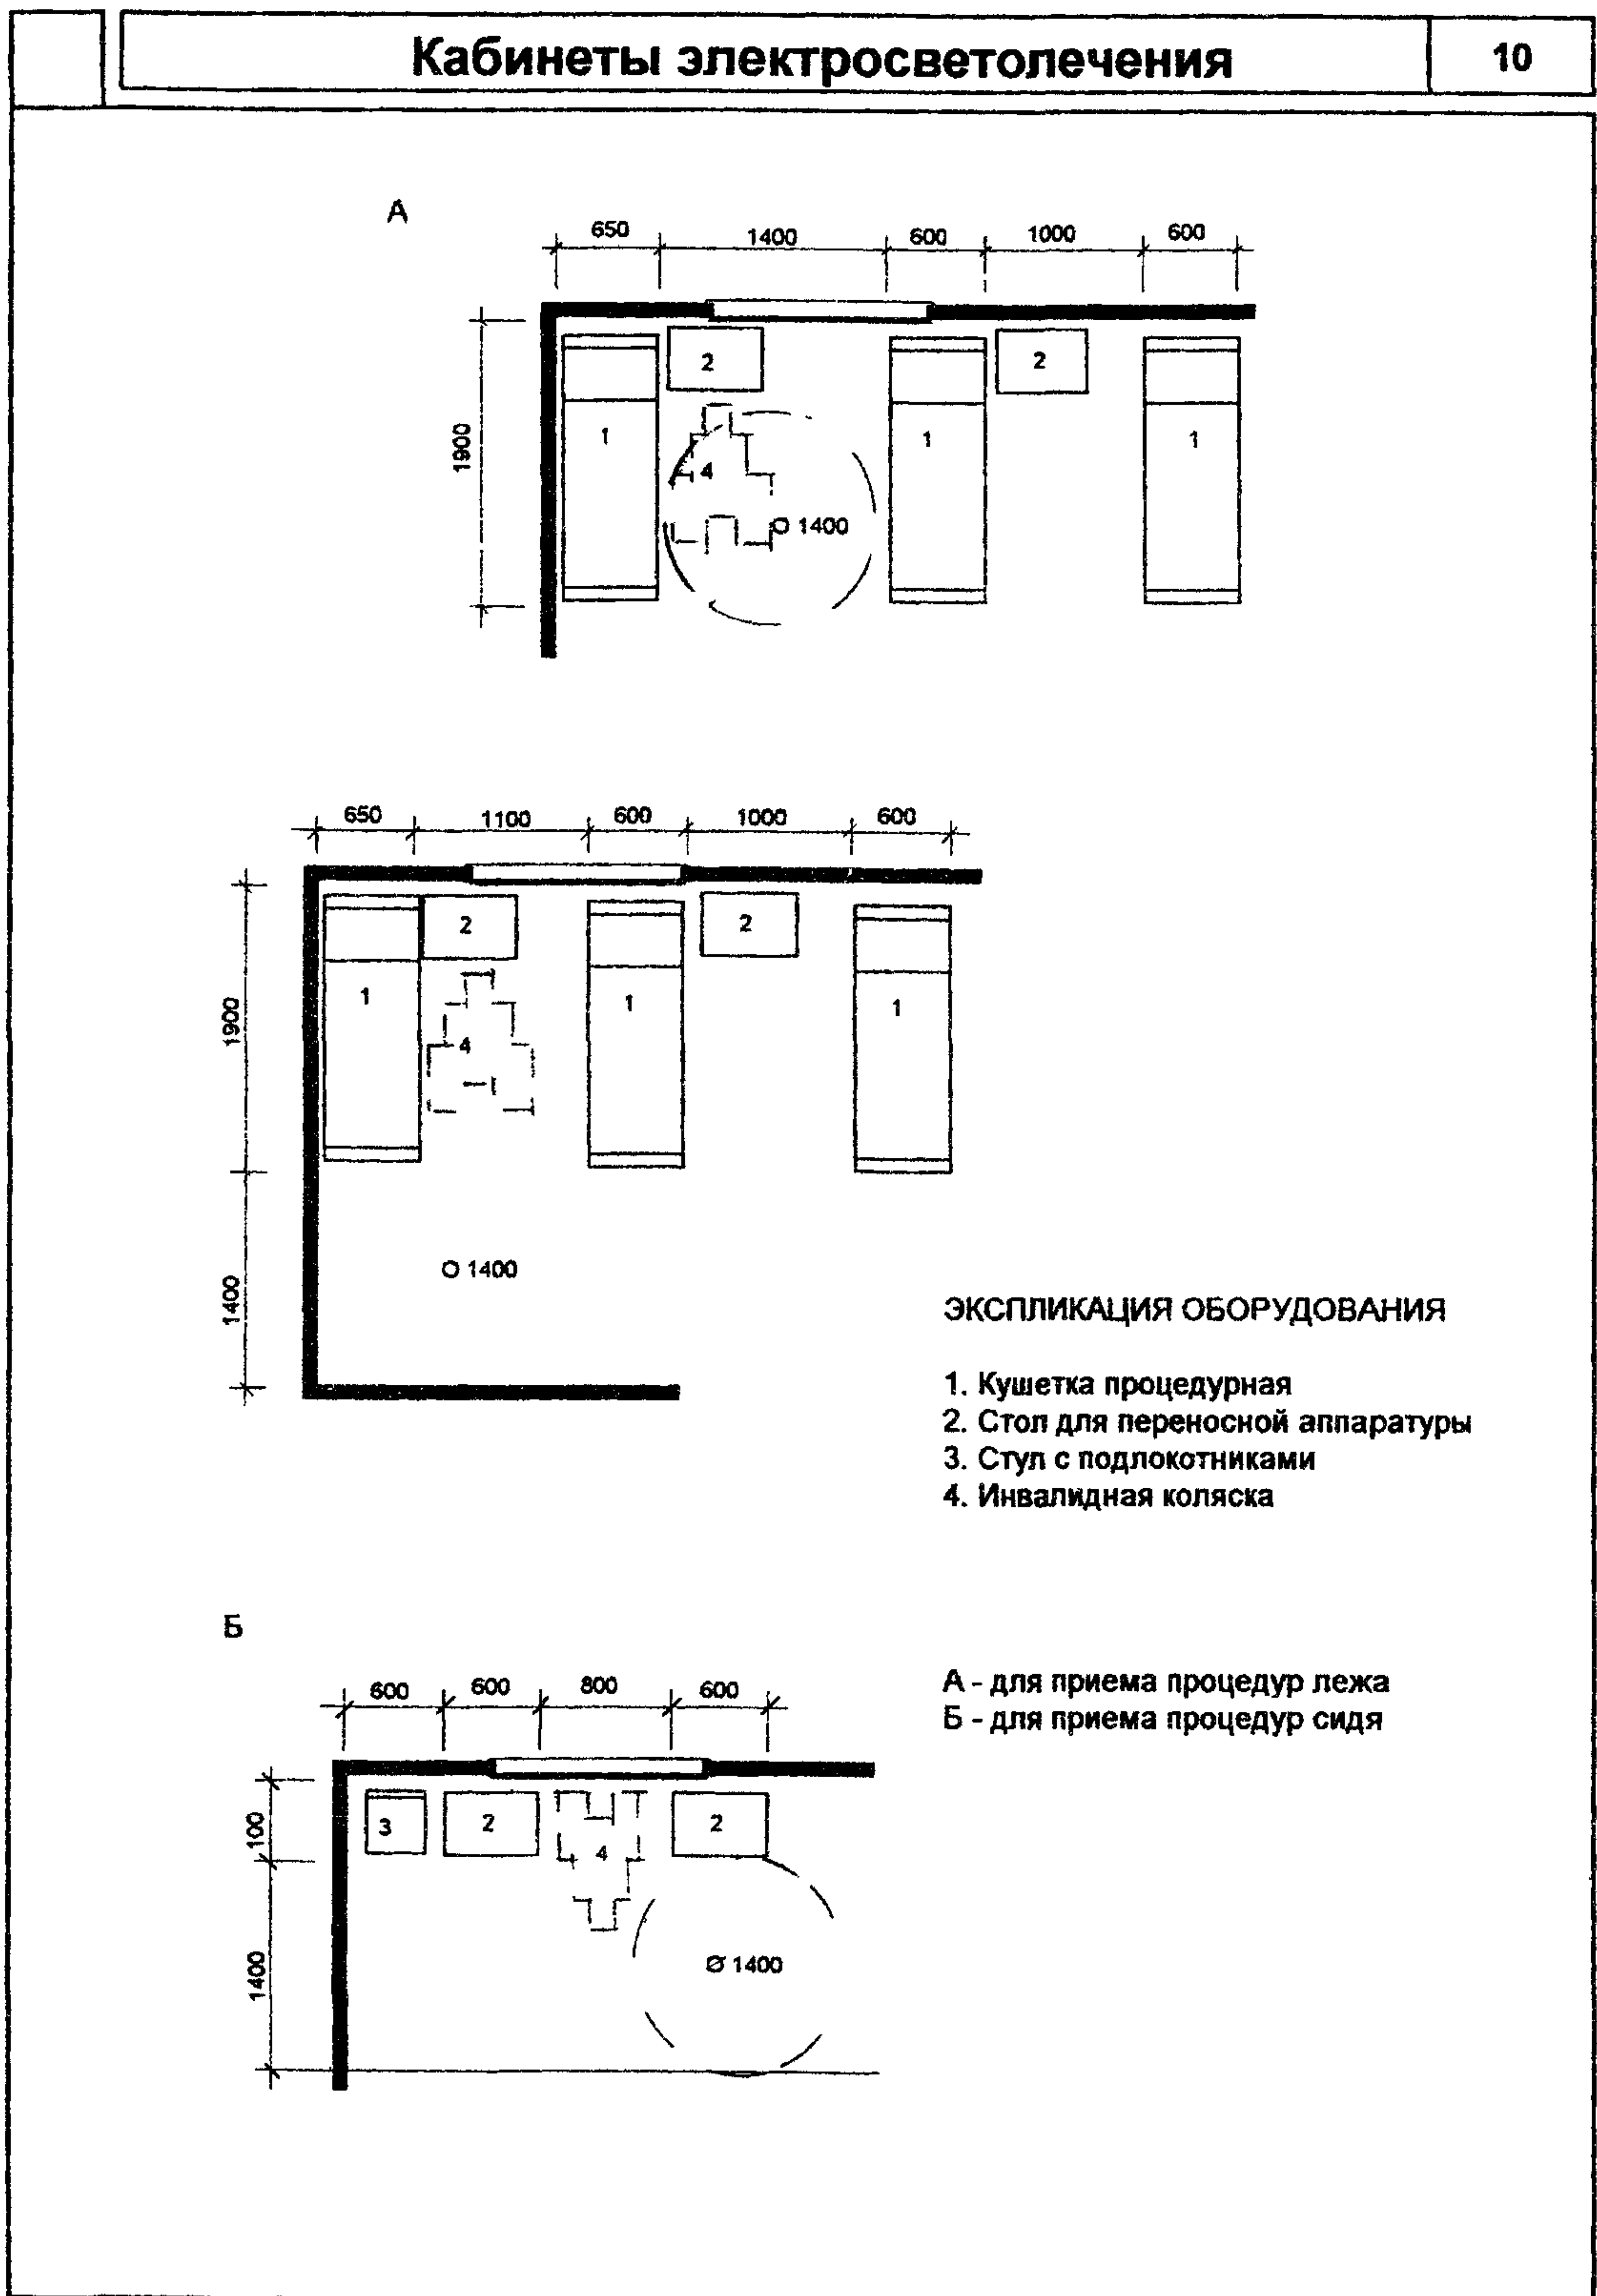 Кабинеты электросветолечения
10
А
650 1400 600 1000 600
2 2
1 1 1
1900
4
O 1400
650 1100 600 1000 600
2 2
1 1 1
1900
4
O 1400
1400
ЭКСПЛИКАЦИЯ ОБОРУДОВАНИЯ
1. Кушетка процедурная
2. Стол для переносной аппаратуры
3. Стул с подлокотниками
4. Инвалидная коляска
Б
А - для приема процедур лежа
Б - для приема процедур сидя
600 600 800 600
100
3 2 4 2
1400
Ø 1400